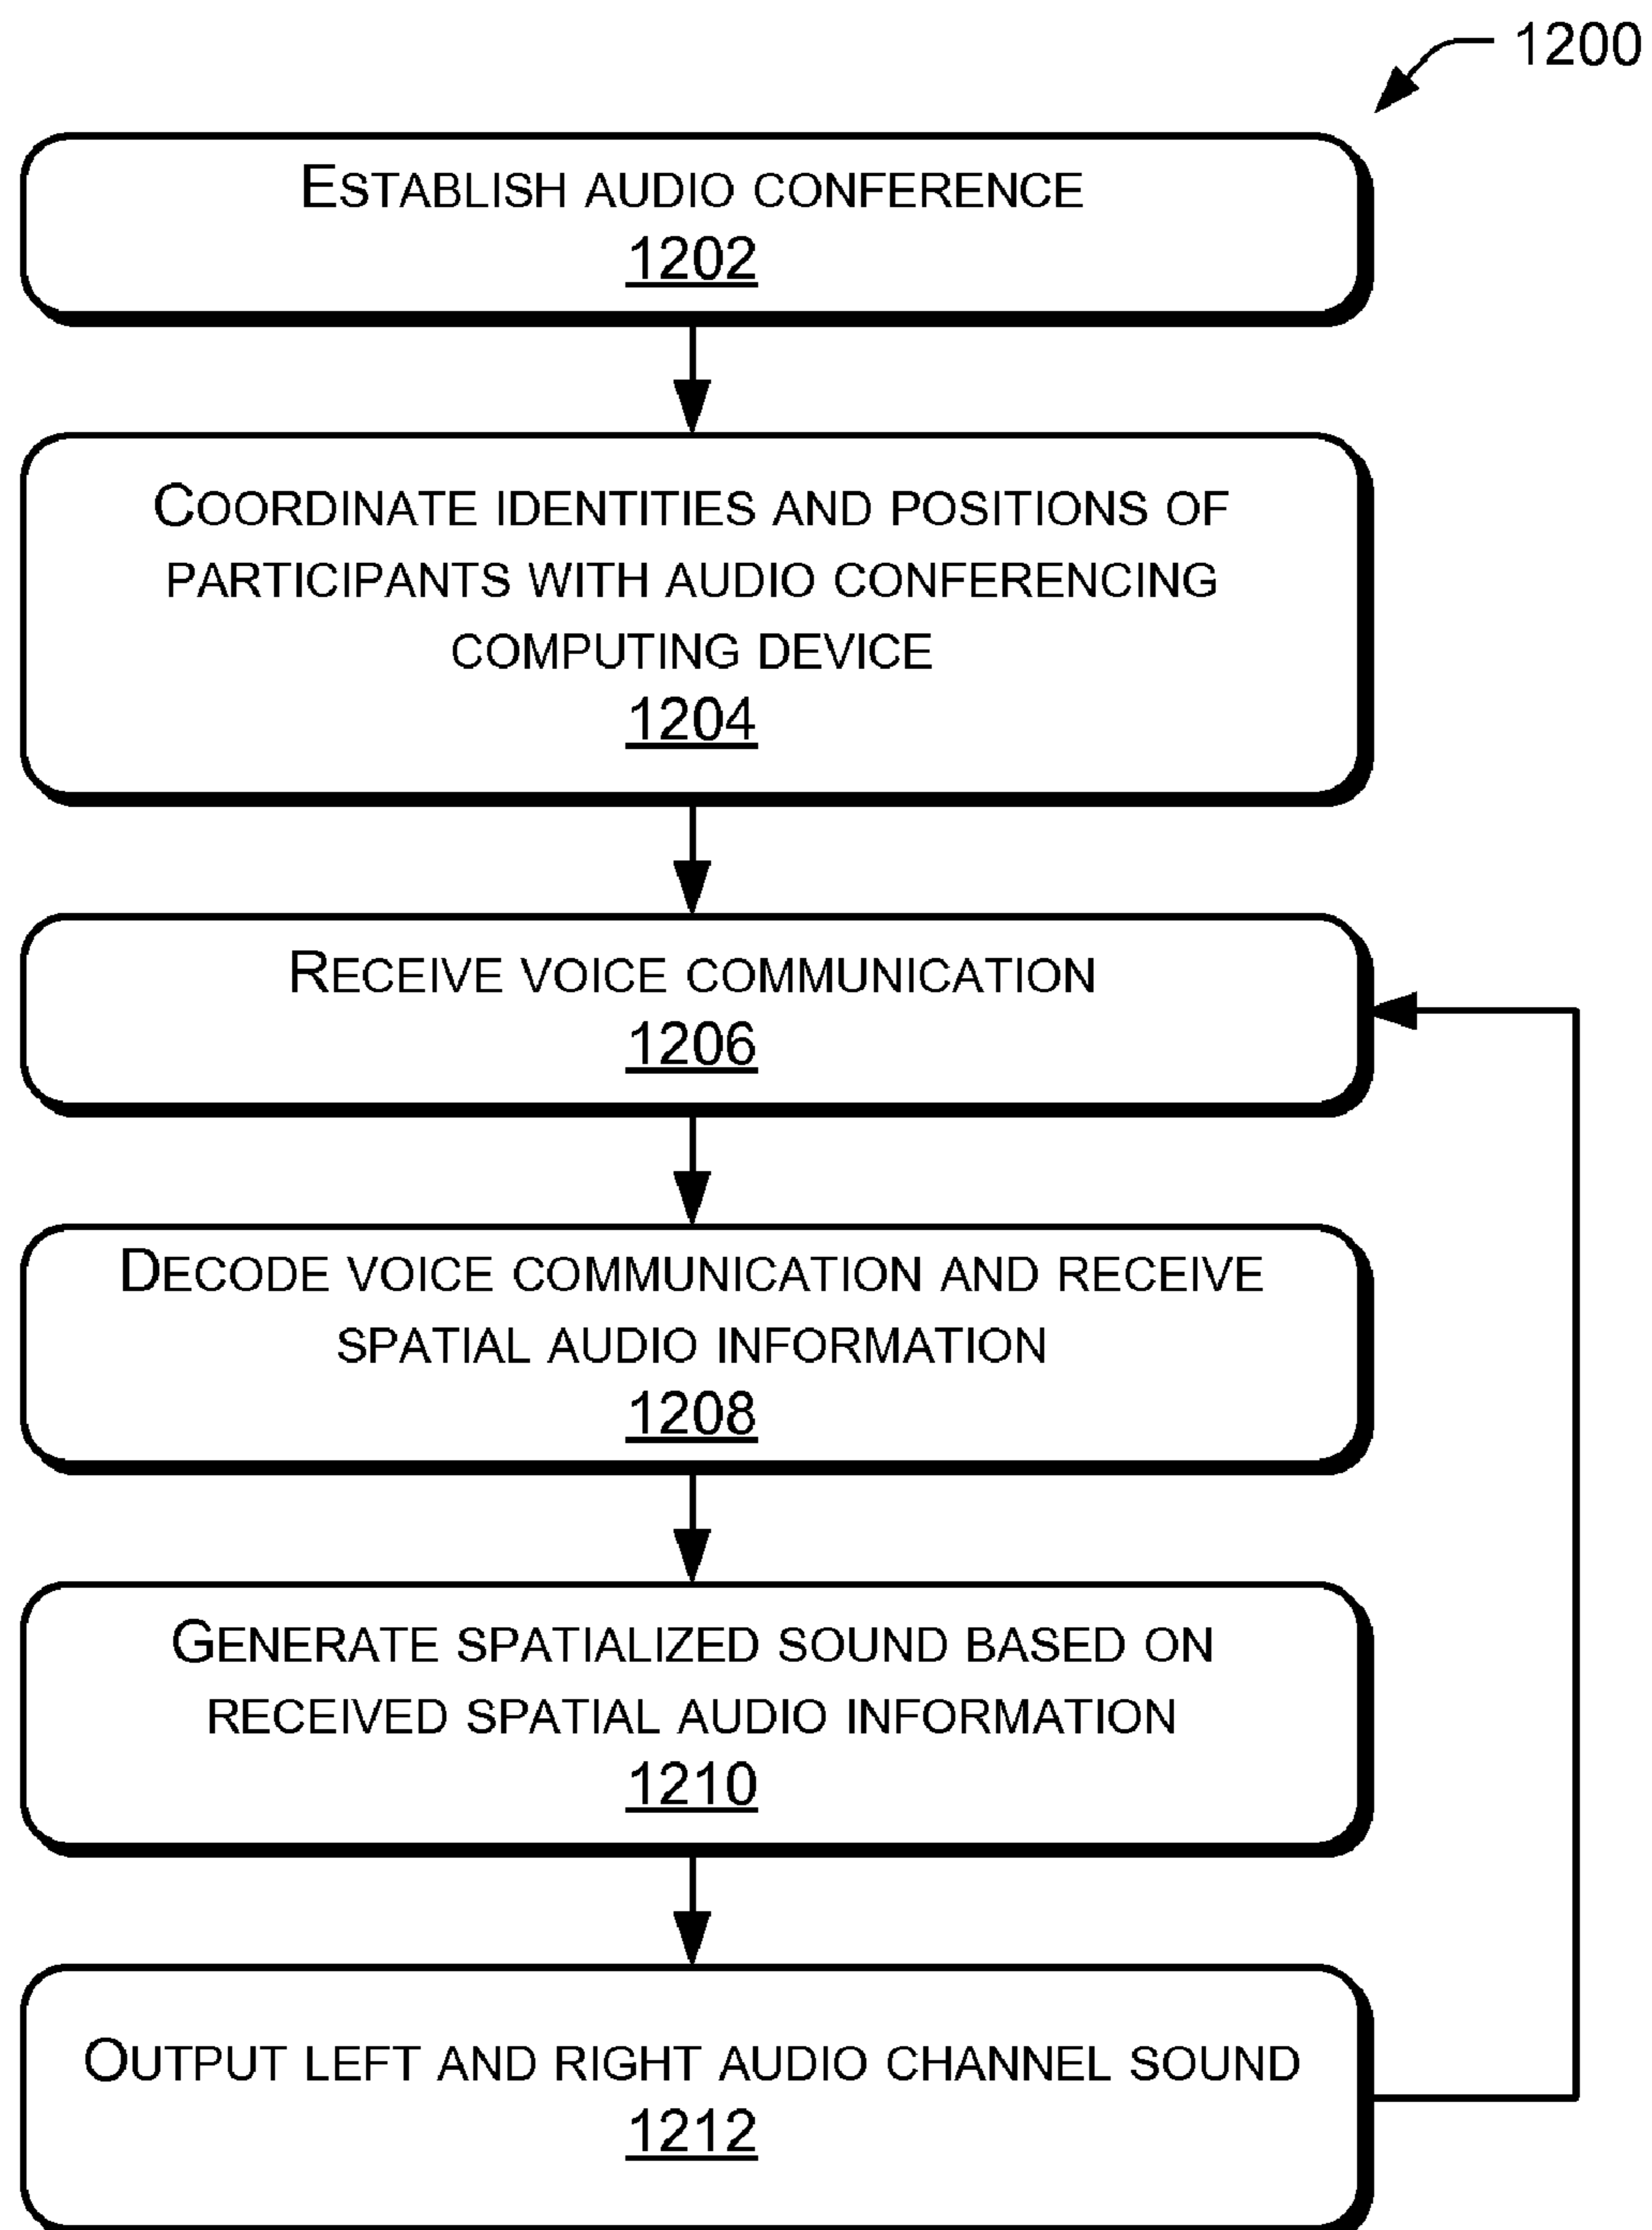 1200
Establish audio conference
1202
Coordinate identities and positions of
participants with audio conferencing
computing device
1204
Receive voice communication
1206
Decode voice communication and receive
spatial audio information
1208
Generate spatialized sound based on
received spatial audio information
1210
Output left and right audio channel sound
1212